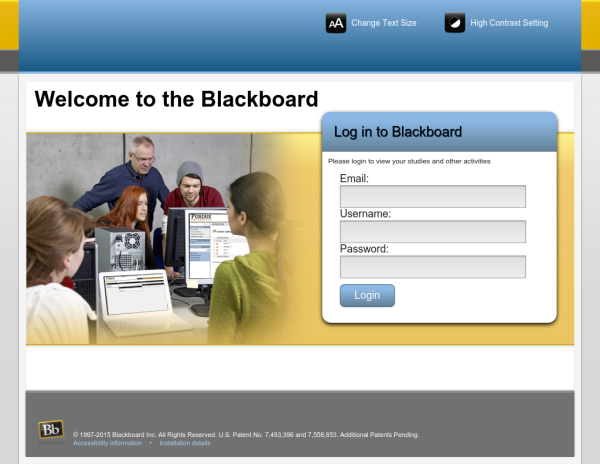 Change Text Size
High Contrast Setting
Welcome to the Blackboard
Log in to Blackboard
Please login to view your studies and other activities
Email:
Username:
Password:
Login
PURDUE
Bb
© 1997-2015 Blackboard Inc. All Rights Reserved. U.S. Patent No. 7,493,396 and 7,558,853. Additional Patents Pending.
Accessibility information • Installation details